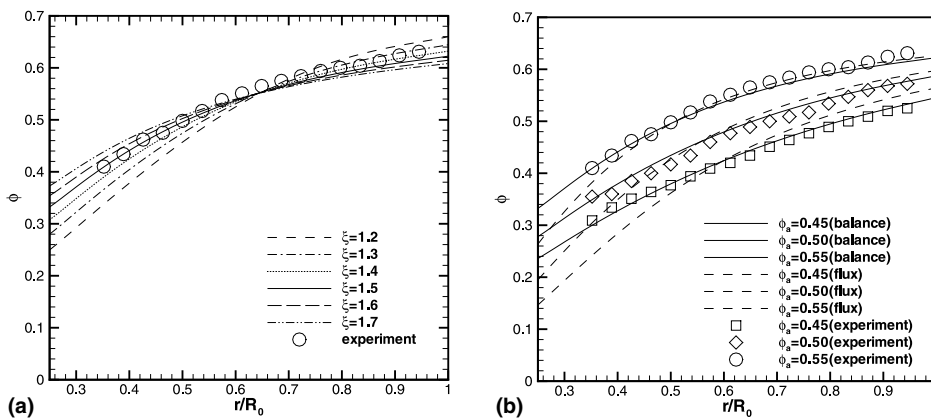 0.7
0.6
0.5
0.4
0.3
0.2
0.1
0
ϕ
ξ=1.2
ξ=1.3
ξ=1.4
ξ=1.5
ξ=1.6
ξ=1.7
experiment
0.3 0.4 0.5 0.6 0.7 0.8 0.9 1
r/R₀
(a)
0.7
0.6
0.5
0.4
0.3
0.2
0.1
0
ϕ
ϕₐ=0.45(balance)
ϕₐ=0.50(balance)
ϕₐ=0.55(balance)
ϕₐ=0.45(flux)
ϕₐ=0.50(flux)
ϕₐ=0.55(flux)
ϕₐ=0.45(experiment)
ϕₐ=0.50(experiment)
ϕₐ=0.55(experiment)
0.3 0.4 0.5 0.6 0.7 0.8 0.9
r/R₀
(b)